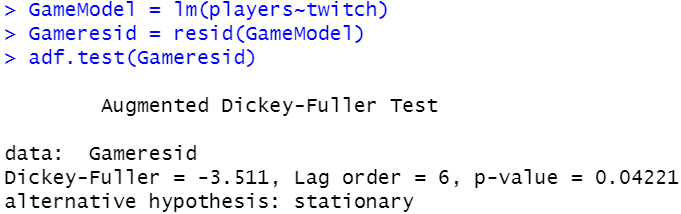 > GameModel = lm(players~twitch)
> Gameresid = resid(GameModel)
> adf.test(Gameresid)
Augmented Dickey-Fuller Test
data:  Gameresid
Dickey-Fuller = -3.511, Lag order = 6, p-value = 0.04221
alternative hypothesis: stationary